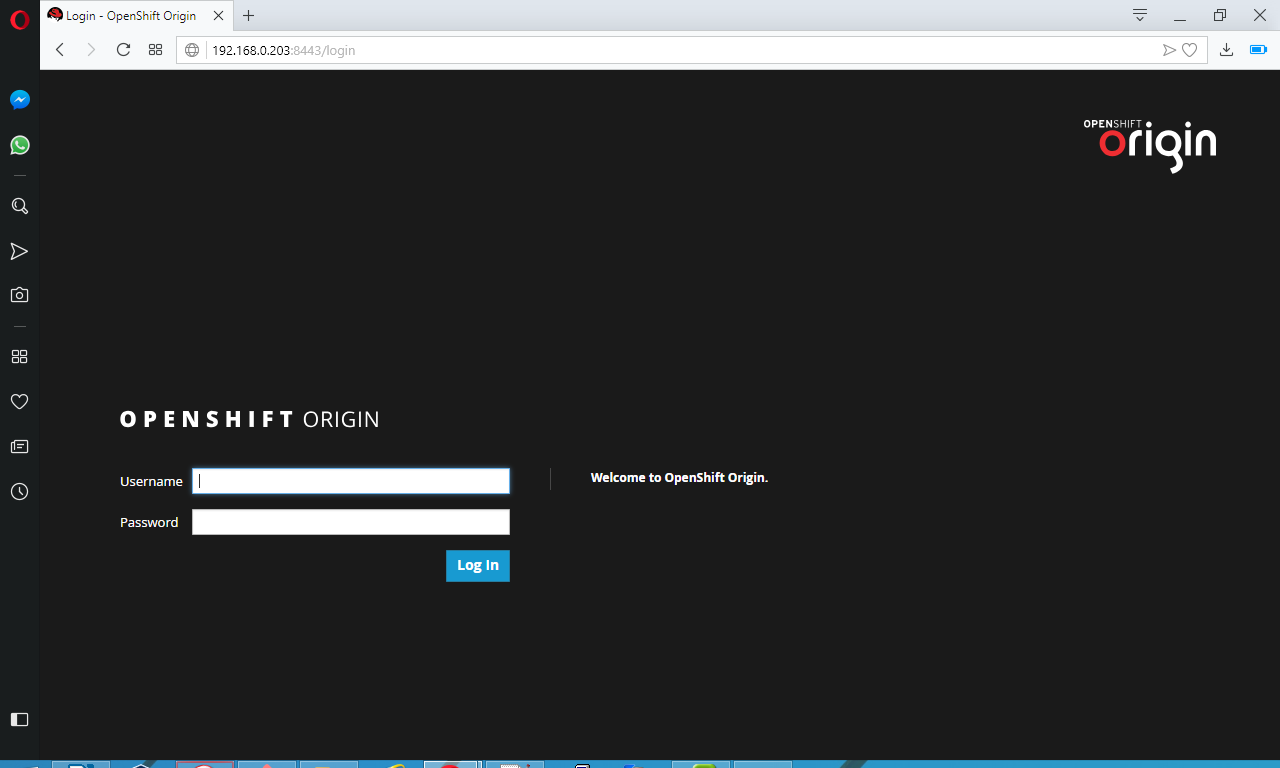 Login - OpenShift Origin
192.168.0.203:8443/login
OPENSHIFT
origin
OPENSHIFT ORIGIN
Username
Welcome to OpenShift Origin.
Password
Log In